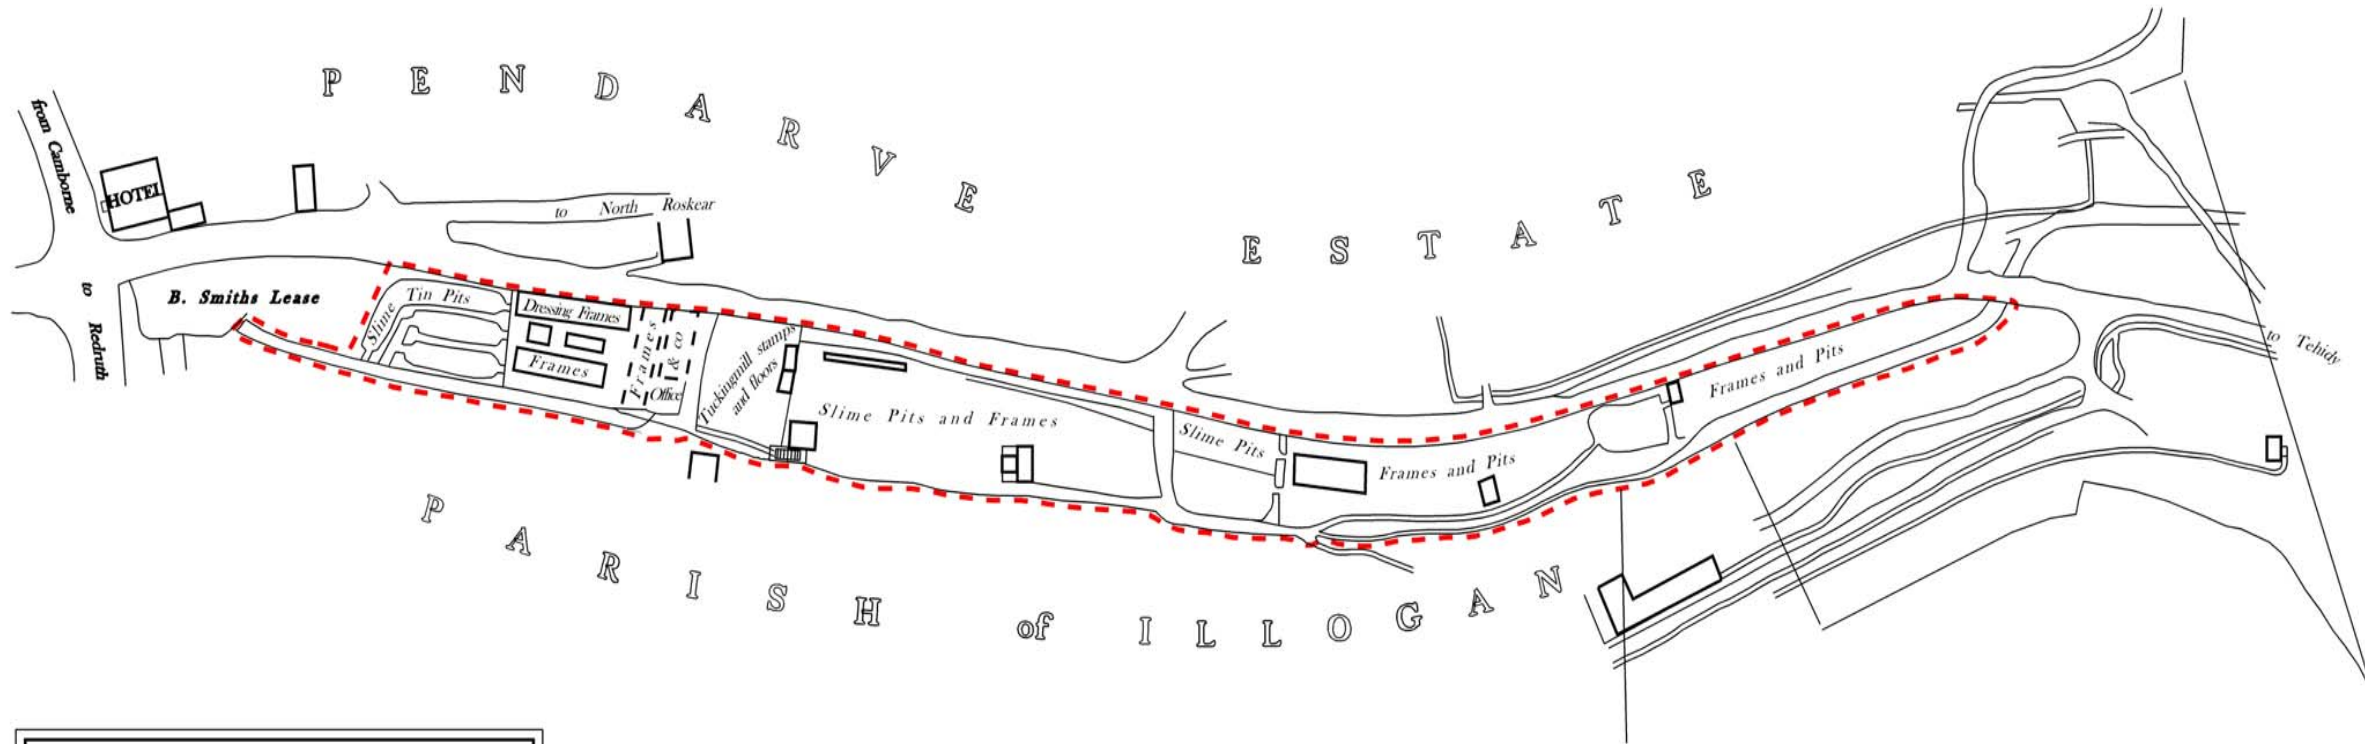 PENDARVE ESTATE
from Camborne
to Redruth
HOTEL
to North Roskear
B. Smiths Lease
Slime
Tin Pits
Dressing Frames
Frames
Frames
& co
Office
Tuckingmill stamps
and floors
Slime Pits and Frames
Slime Pits
Frames and Pits
Frames and Pits
to Tehidy
PARISH of ILLOGAN